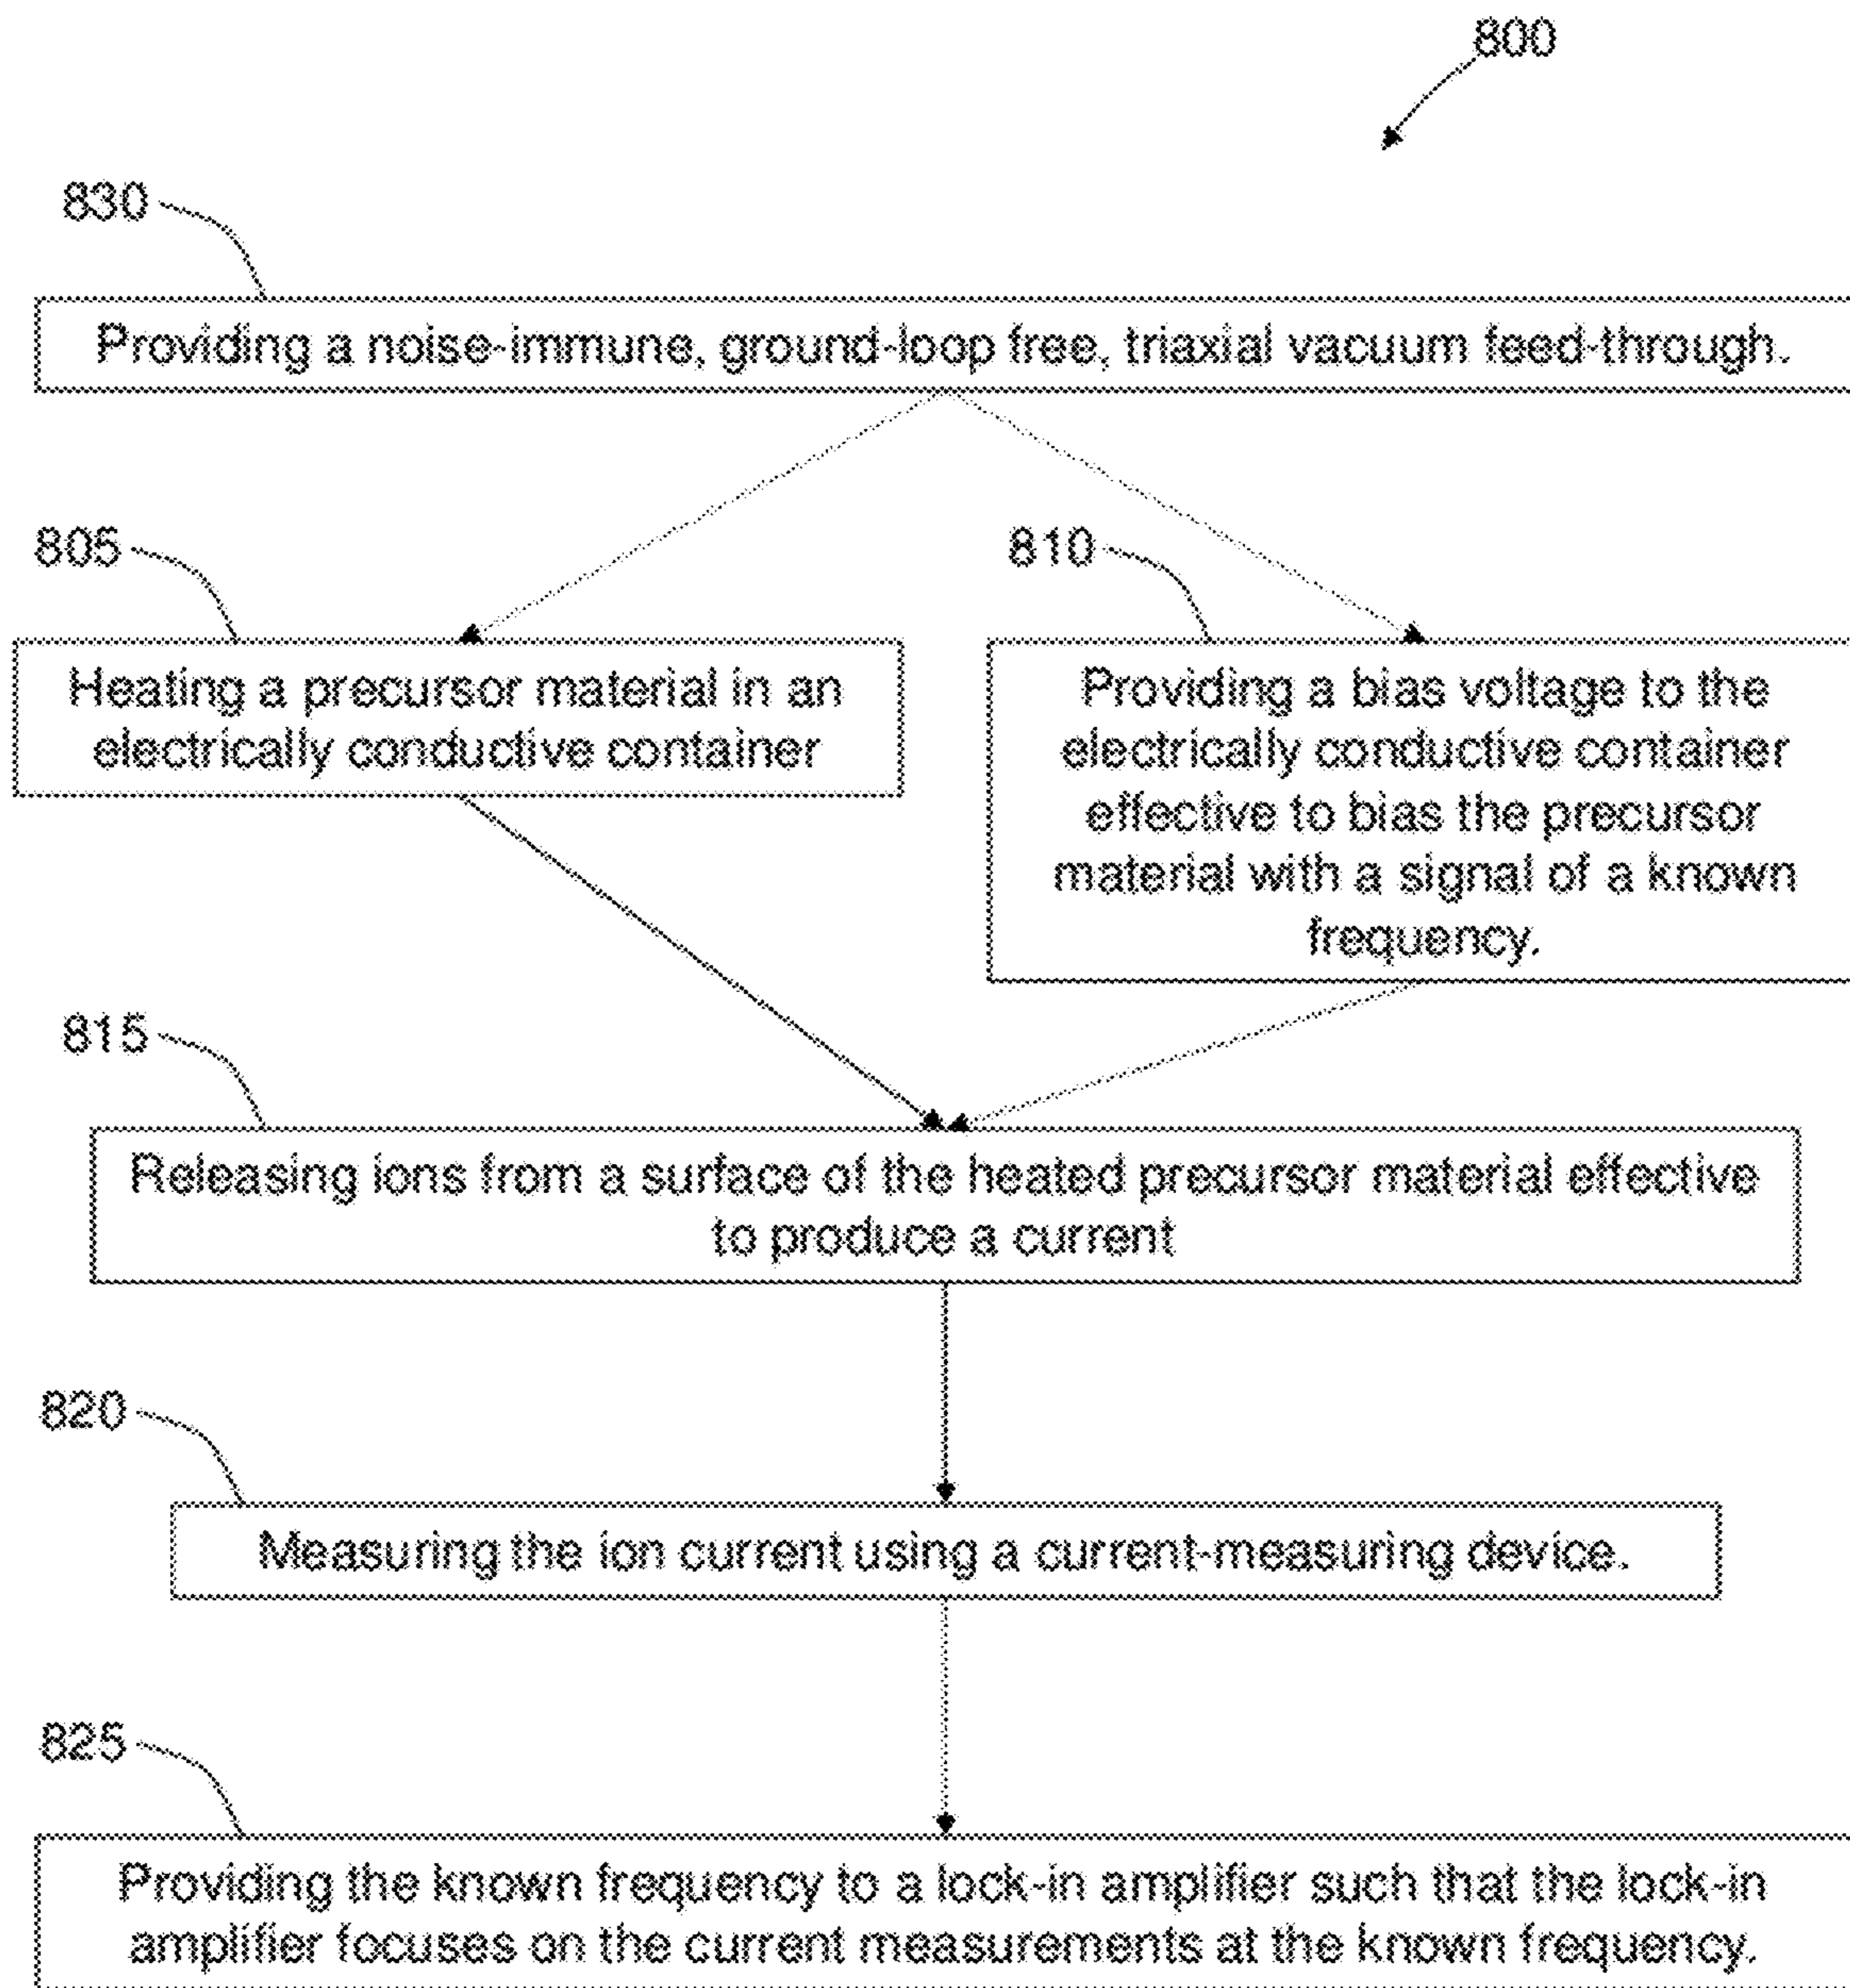 800
830
Providing a noise-immune, ground-loop free, triaxial vacuum feed-through.
805
Heating a precursor material in an
electrically conductive container
810
Providing a bias voltage to the
electrically conductive container
effective to bias the precursor
material with a signal of a known
frequency.
815
Releasing ions from a surface of the heated precursor material effective
to produce a current
820
Measuring the ion current using a current-measuring device.
825
Providing the known frequency to a lock-in amplifier such that the lock-in
amplifier focuses on the current measurements at the known frequency.